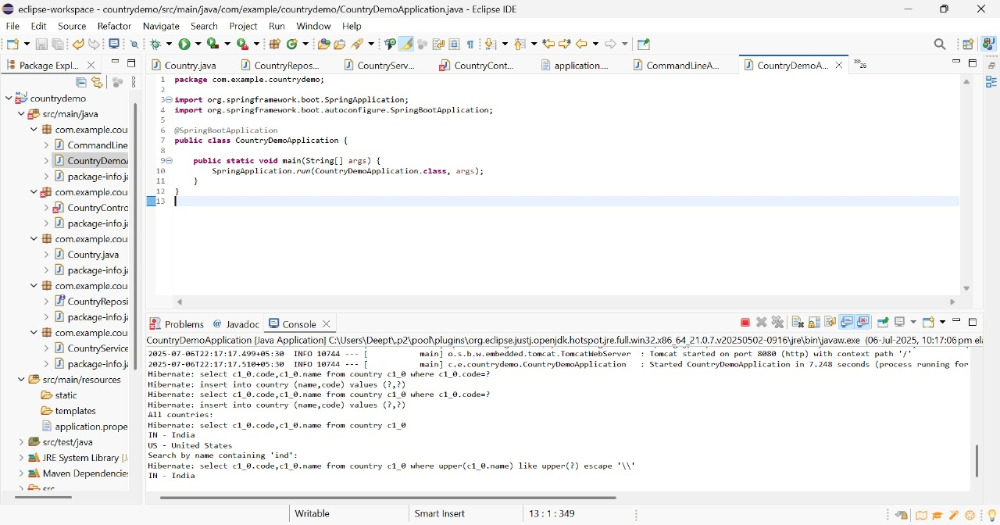 eclipse-workspace - countrydemo/src/main/java/com/example/countrydemo/CountryDemoApplication.java - Eclipse IDE
File Edit Source Refactor Navigate Search Project Run Window Help
Package Expl...
countrydemo
src/main/java
com.example.cou
CommandLine
CountryDemoA
package-info.ja
com.example.cou
CountryContro
package-info.ja
com.example.cou
Country.java
package-info.ja
com.example.cou
CountryReposi
package-info.ja
com.example.cou
CountryService
package-info.ja
src/main/resources
static
templates
application.prope
src/test/java
JRE System Library [J
Maven Dependencie
src
Country.java CountryRepos... CountryServ... CountryCont... application.... CommandLineA... CountryDemoA... »26
1 package com.example.countrydemo;
2
3 import org.springframework.boot.SpringApplication;
4 import org.springframework.boot.autoconfigure.SpringBootApplication;
5
6 @SpringBootApplication
7 public class CountryDemoApplication {
8
9 public static void main(String[] args) {
10 SpringApplication.run(CountryDemoApplication.class, args);
11 }
12 }
13
Problems @ Javadoc Console
CountryDemoApplication [Java Application] C:\Users\Deept\.p2\pool\plugins\org.eclipse.justj.openjdk.hotspot.jre.full.win32.x86_64_21.0.7.v20250502-0916\jre\bin\javaw.exe (06-Jul-2025, 10:17:06 pm el
2025-07-06T22:17:17.499+05:30 INFO 10744 --- [ main] o.s.b.w.embedded.tomcat.TomcatWebServer : Tomcat started on port 8080 (http) with context path '/'
2025-07-06T22:17:17.510+05:30 INFO 10744 --- [ main] c.e.countrydemo.CountryDemoApplication : Started CountryDemoApplication in 7.248 seconds (process running for
Hibernate: select c1_0.code,c1_0.name from country c1_0 where c1_0.code=?
Hibernate: insert into country (name,code) values (?,?)
Hibernate: select c1_0.code,c1_0.name from country c1_0 where c1_0.code=?
Hibernate: insert into country (name,code) values (?,?)
All countries:
Hibernate: select c1_0.code,c1_0.name from country c1_0
IN - India
US - United States
Search by name containing 'ind':
Hibernate: select c1_0.code,c1_0.name from country c1_0 where upper(c1_0.name) like upper(?) escape '\\'
IN - India
Writable Smart Insert 13 : 1 : 349